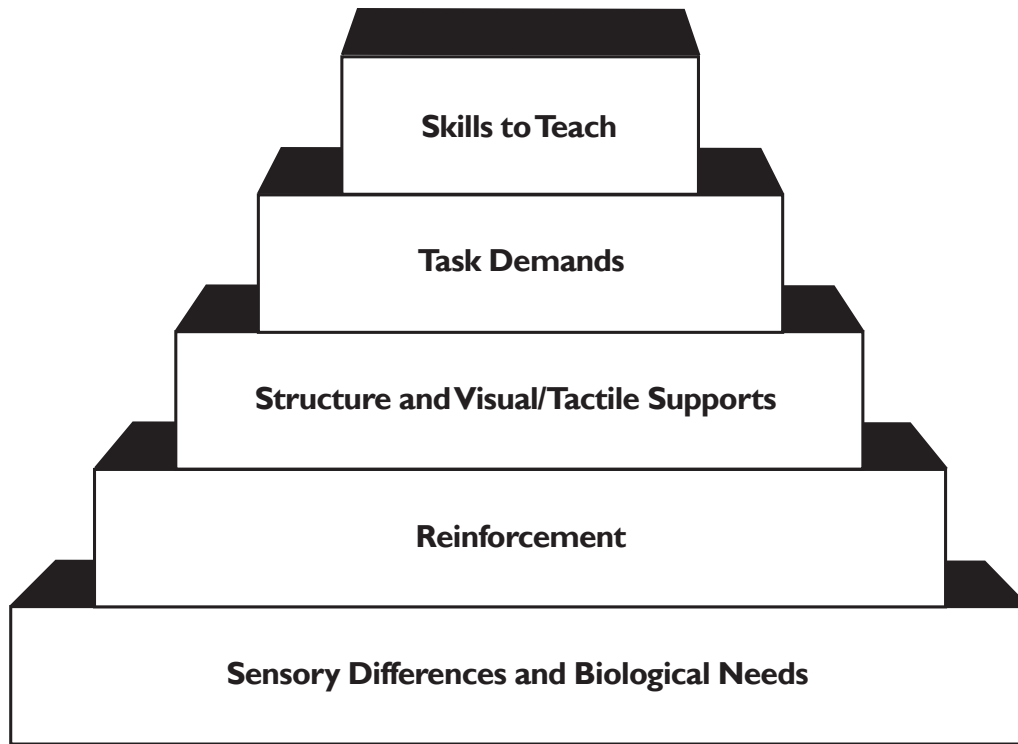 Skills to Teach
Task Demands
Structure and Visual/Tactile Supports
Reinforcement
Sensory Differences and Biological Needs